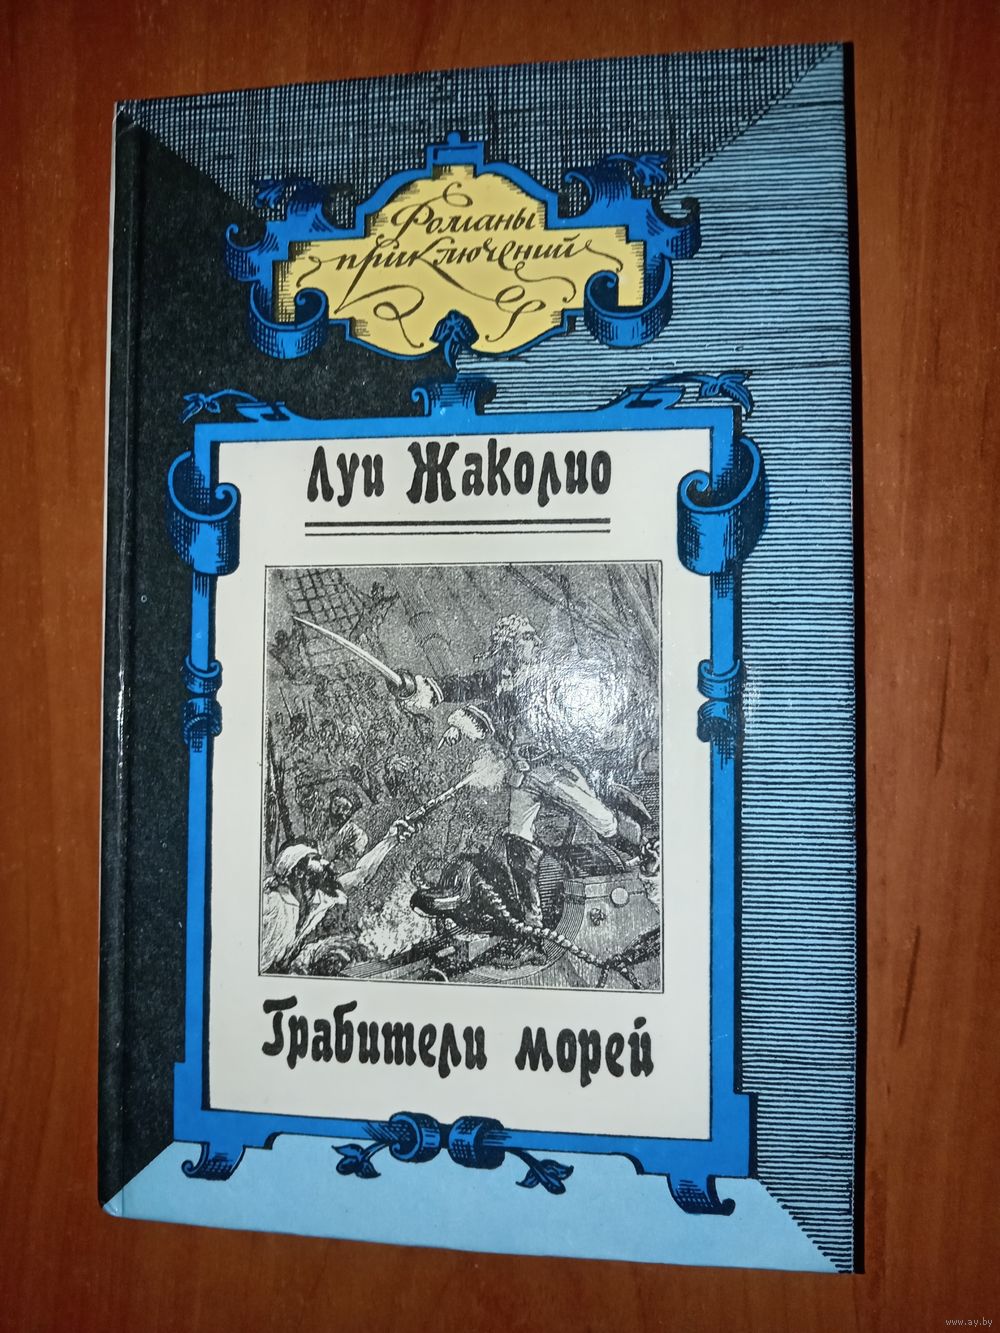 Романы
приключений
Луи Жаколио
Грабители морей
www.ay.by